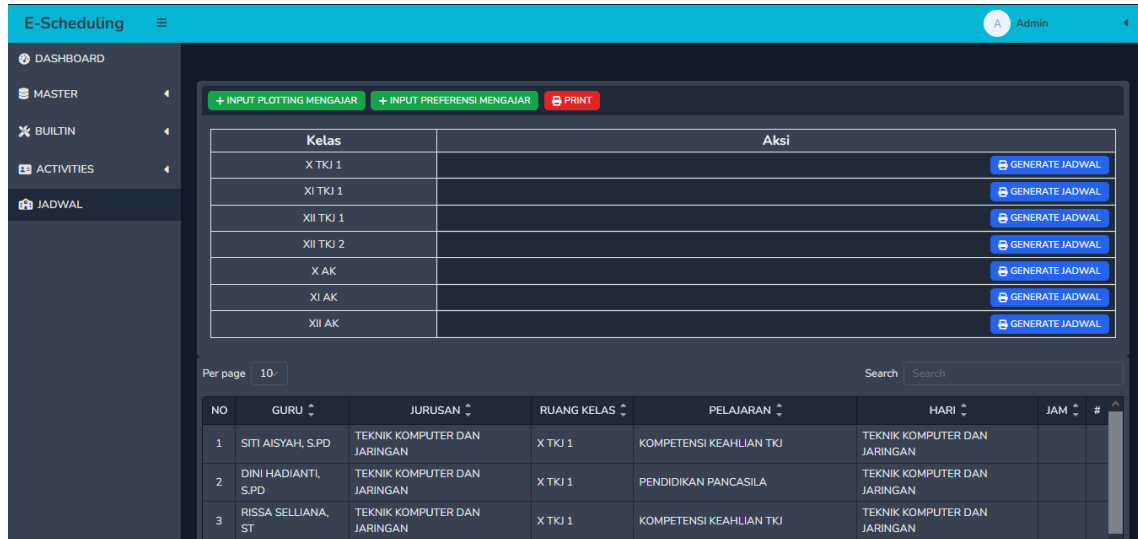 E-Scheduling
A Admin
DASHBOARD
MASTER
BUILTIN
ACTIVITIES
JADWAL
+ INPUT PLOTTING MENGAJAR + INPUT PREFERENSI MENGAJAR PRINT
Kelas Aksi
X TKJ 1 GENERATE JADWAL
XI TKJ 1 GENERATE JADWAL
XII TKJ 1 GENERATE JADWAL
XII TKJ 2 GENERATE JADWAL
X AK GENERATE JADWAL
XI AK GENERATE JADWAL
XII AK GENERATE JADWAL
Per page 10 Search Search
NO GURU JURUSAN RUANG KELAS PELAJARAN HARI JAM #
1 SITI AISYAH, S.PD TEKNIK KOMPUTER DAN JARINGAN X TKJ 1 KOMPETENSI KEAHLIAN TKJ TEKNIK KOMPUTER DAN JARINGAN
2 DINI HADIANTI, S.PD TEKNIK KOMPUTER DAN JARINGAN X TKJ 1 PENDIDIKAN PANCASILA TEKNIK KOMPUTER DAN JARINGAN
3 RISSA SELLIANA, ST TEKNIK KOMPUTER DAN JARINGAN X TKJ 1 KOMPETENSI KEAHLIAN TKJ TEKNIK KOMPUTER DAN JARINGAN